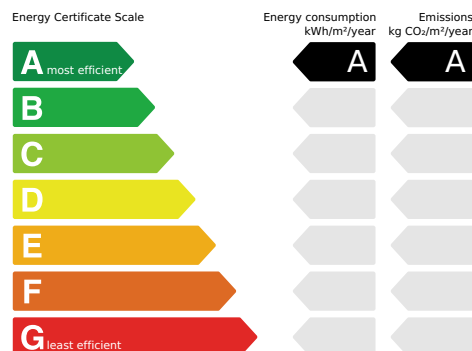 Energy Certificate Scale
Energy consumption
kWh/m²/year
Emissions
kg CO₂/m²/year
A most efficient
A
A
B
C
D
E
F
G least efficient